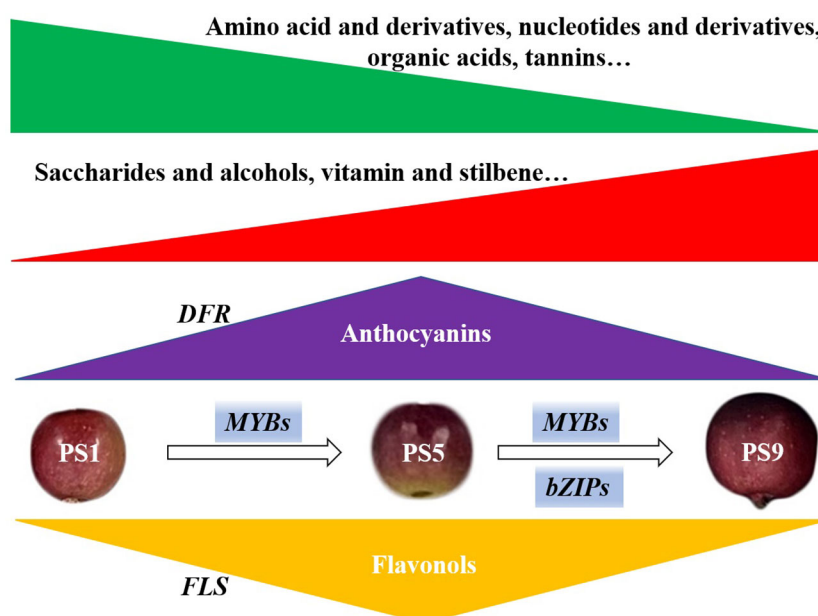 Amino acid and derivatives, nucleotides and derivatives,
organic acids, tannins…
Saccharides and alcohols, vitamin and stilbene…
DFR
Anthocyanins
MYBs
MYBs
PS1
PS5
PS9
bZIPs
Flavonols
FLS